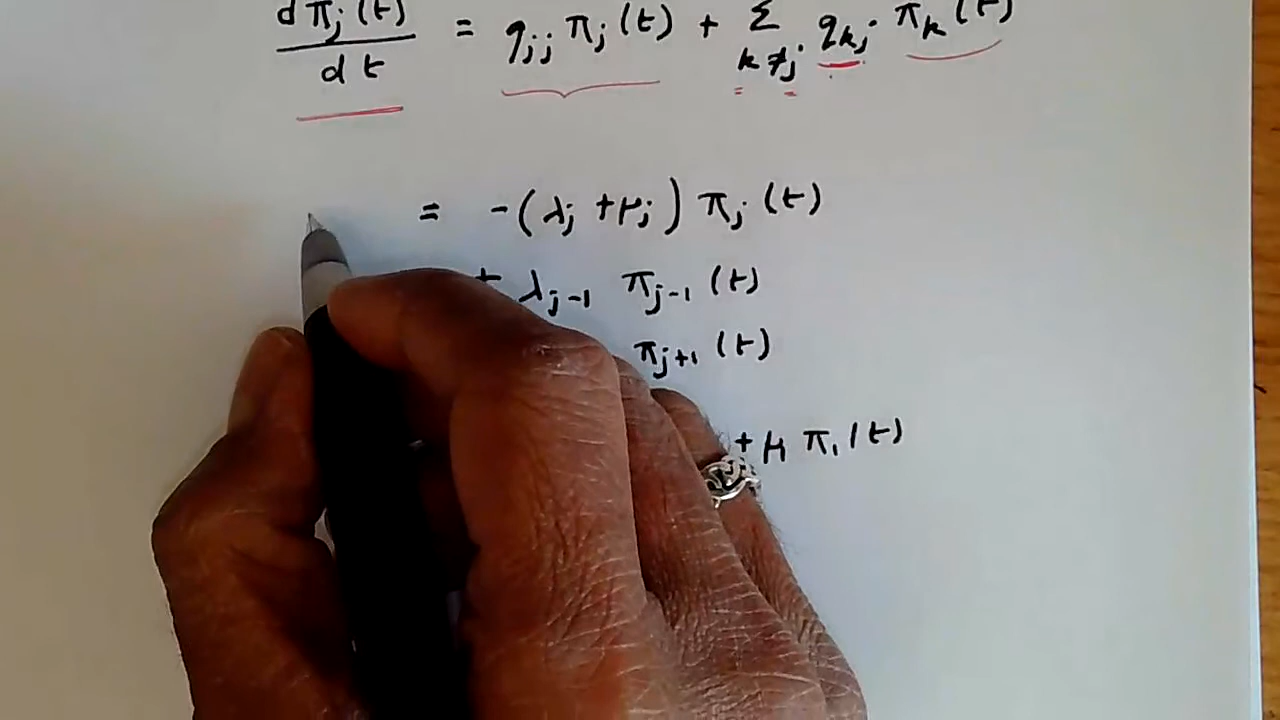 dπj(t)/dt = qjj πj(t) + Σ k≠j qkj πk(t)
= -(λj + μj) πj(t)
+ λj-1 πj-1(t)
πj+1(t)
+ μ π1(t)